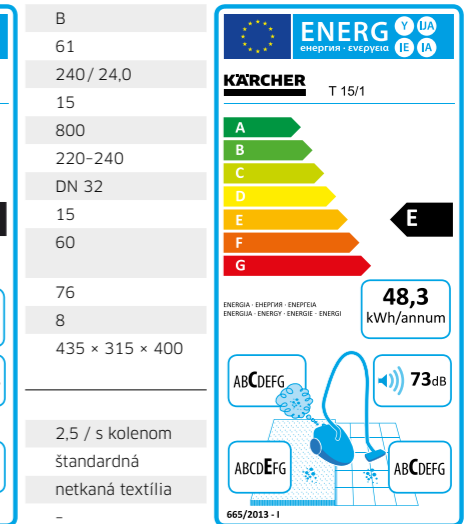 B
61
240 / 24,0
15
800
220–240
DN 32
15
60
76
8
435 × 315 × 400
2,5 / s kolenom
štandardná
netkaná textília
–
ENERG Y IJA
енергия · ενεργεια IE IA
KÄRCHER T 15/1
A
B
C
D
E
F
G
E
ENERGIA · ЕНЕРГИЯ · ΕΝΕΡΓΕΙΑ
ENERGIJA · ENERGY · ENERGIE · ENERGI
48,3
kWh/annum
ABCDEFG
73dB
ABCDEFG
ABCDEFG
665/2013 - I